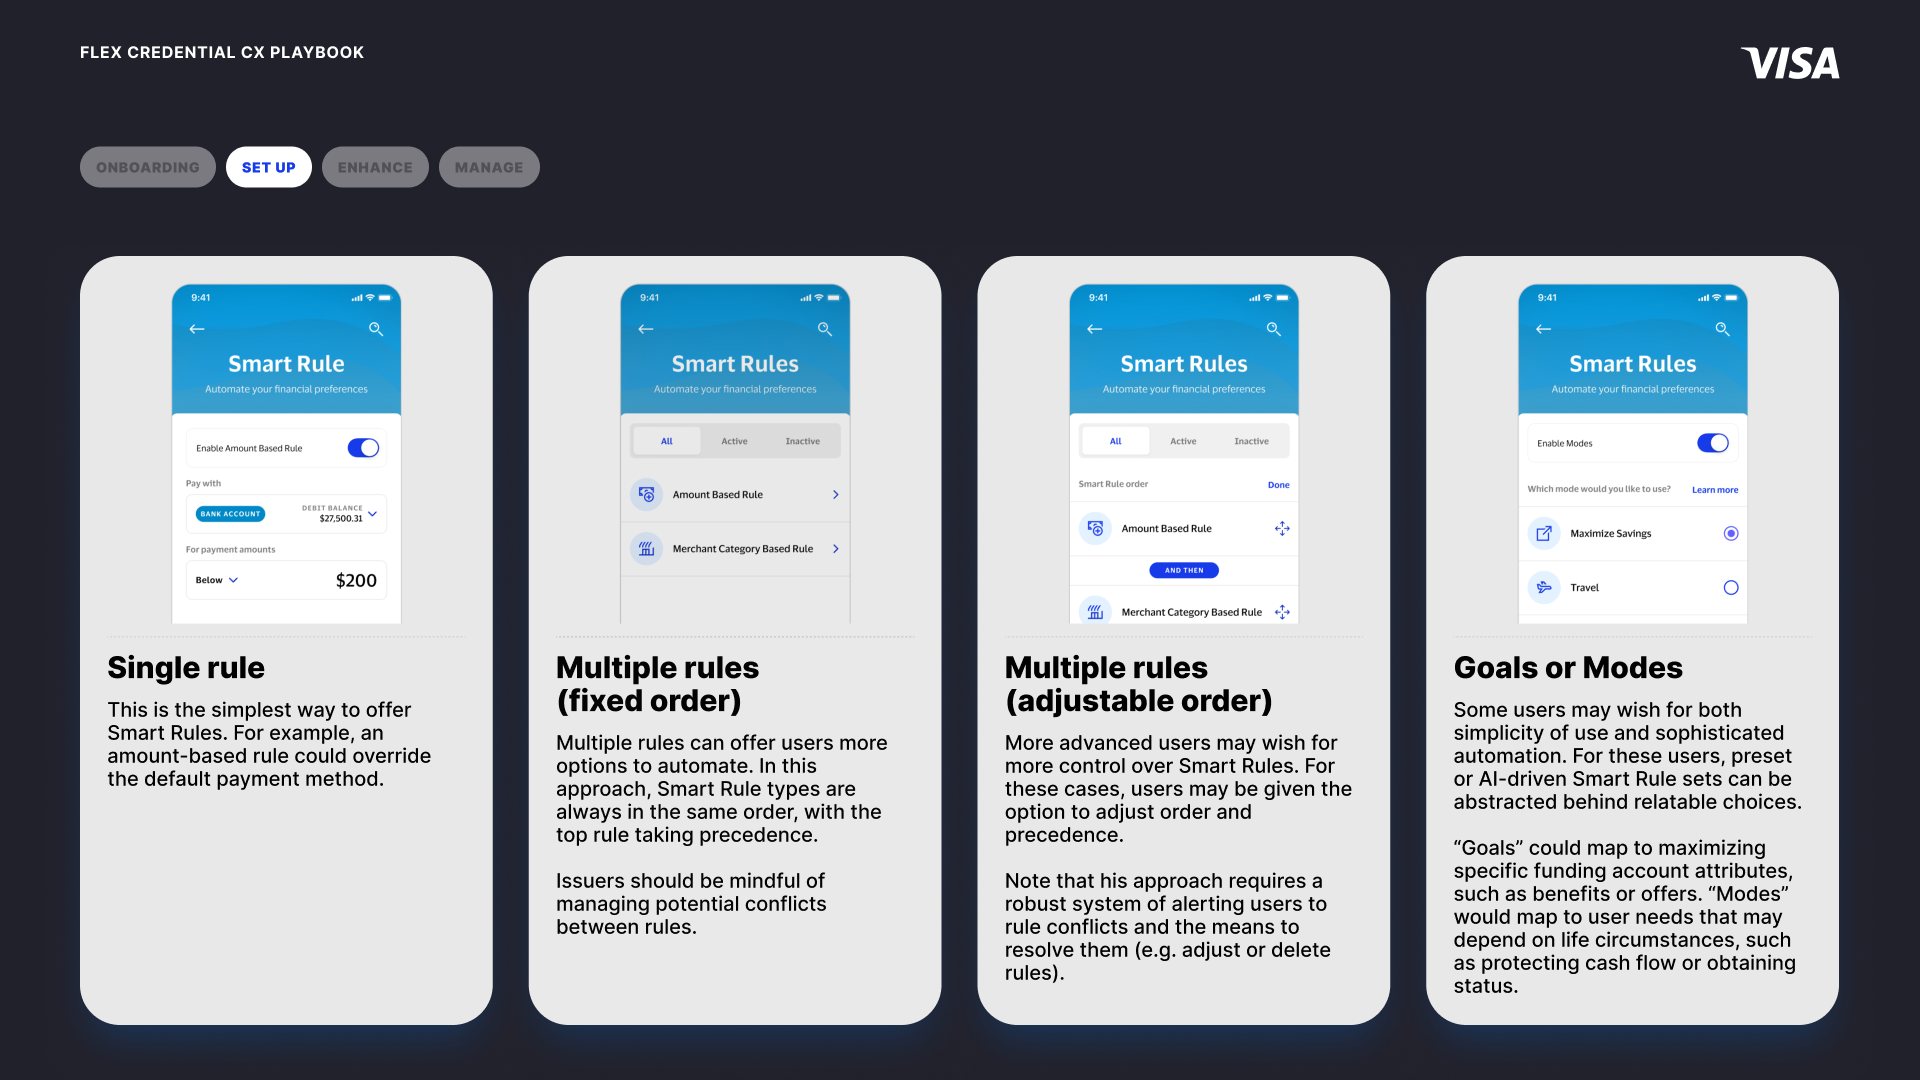 FLEX CREDENTIAL CX PLAYBOOK
VISA
ONBOARDING
SET UP
ENHANCE
MANAGE
9:41
Smart Rule
Automate your financial preferences
Enable Amount Based Rule
Pay with
BANK ACCOUNT
DEBIT BALANCE
$27,500.31
For payment amounts
Below
$200
Single rule
This is the simplest way to offer
Smart Rules. For example, an
amount-based rule could override
the default payment method.
9:41
Smart Rules
Automate your financial preferences
All
Active
Inactive
Amount Based Rule
Merchant Category Based Rule
Multiple rules
(fixed order)
Multiple rules can offer users more
options to automate. In this
approach, Smart Rule types are
always in the same order, with the
top rule taking precedence.
Issuers should be mindful of
managing potential conflicts
between rules.
9:41
Smart Rules
Automate your financial preferences
All
Active
Inactive
Smart Rule order
Done
Amount Based Rule
AND THEN
Merchant Category Based Rule
Multiple rules
(adjustable order)
More advanced users may wish for
more control over Smart Rules. For
these cases, users may be given the
option to adjust order and
precedence.
Note that his approach requires a
robust system of alerting users to
rule conflicts and the means to
resolve them (e.g. adjust or delete
rules).
9:41
Smart Rules
Automate your financial preferences
Enable Modes
Which mode would you like to use?
Learn more
Maximize Savings
Travel
Goals or Modes
Some users may wish for both
simplicity of use and sophisticated
automation. For these users, preset
or AI-driven Smart Rule sets can be
abstracted behind relatable choices.
“Goals” could map to maximizing
specific funding account attributes,
such as benefits or offers. “Modes”
would map to user needs that may
depend on life circumstances, such
as protecting cash flow or obtaining
status.